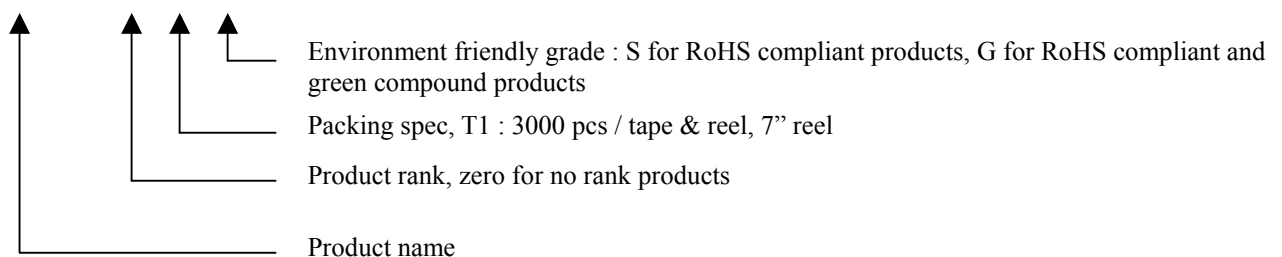 Environment friendly grade : S for RoHS compliant products, G for RoHS compliant and
green compound products
Packing spec, T1 : 3000 pcs / tape & reel, 7” reel
Product rank, zero for no rank products
Product name